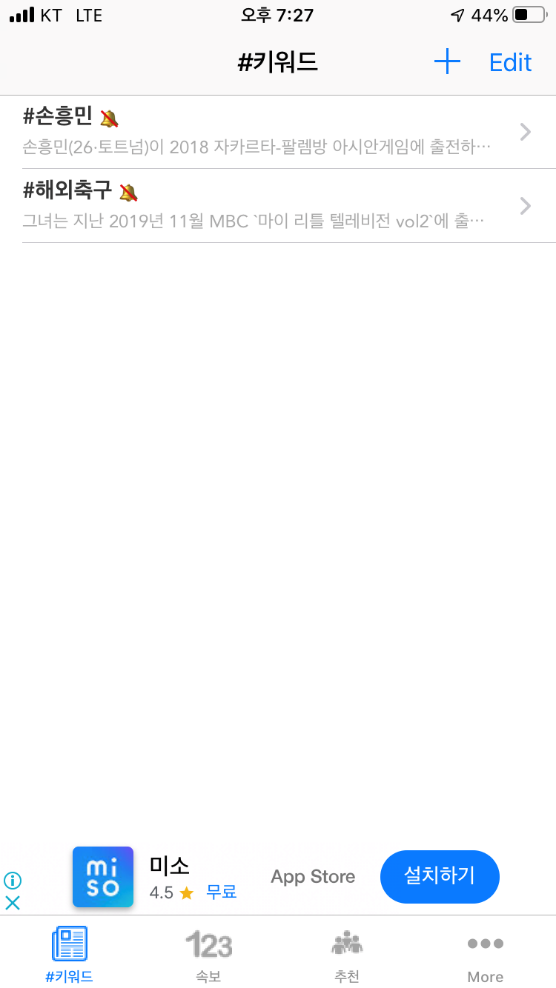 KT LTE 오후 7:27 44%
#키워드 Edit
#손흥민
손흥민(26·토트넘)이 2018 자카르타-팔렘방 아시안게임에 출전하…
#해외축구
그녀는 지난 2019년 11월 MBC `마이 리틀 텔레비전 vol2`에 출…
mi
so
미소
4.5 무료
App Store
설치하기
123
#키워드 속보 추천 More